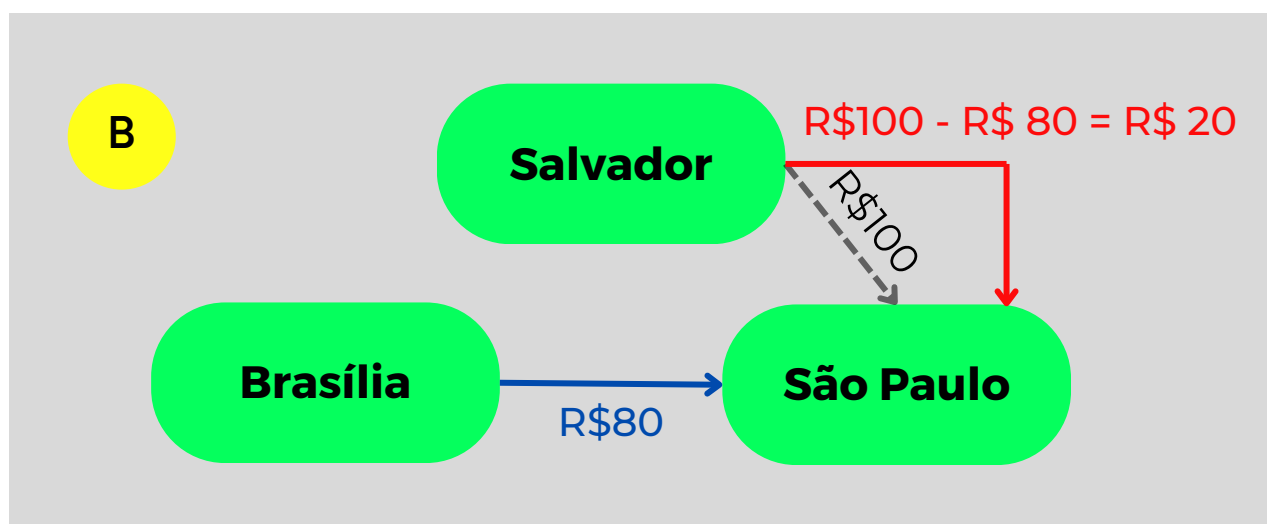 B
Salvador
R$100 - R$ 80 = R$ 20
R$100
Brasília
R$80
São Paulo